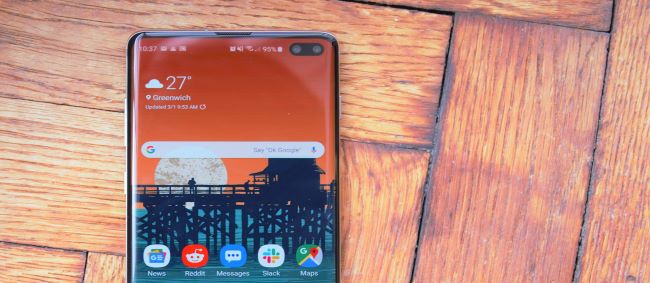 10:37 95%
27°
Greenwich
Updated 3/1 9:53 AM
G Say "Ok Google"
GE
News Reddit Messages Slack Maps